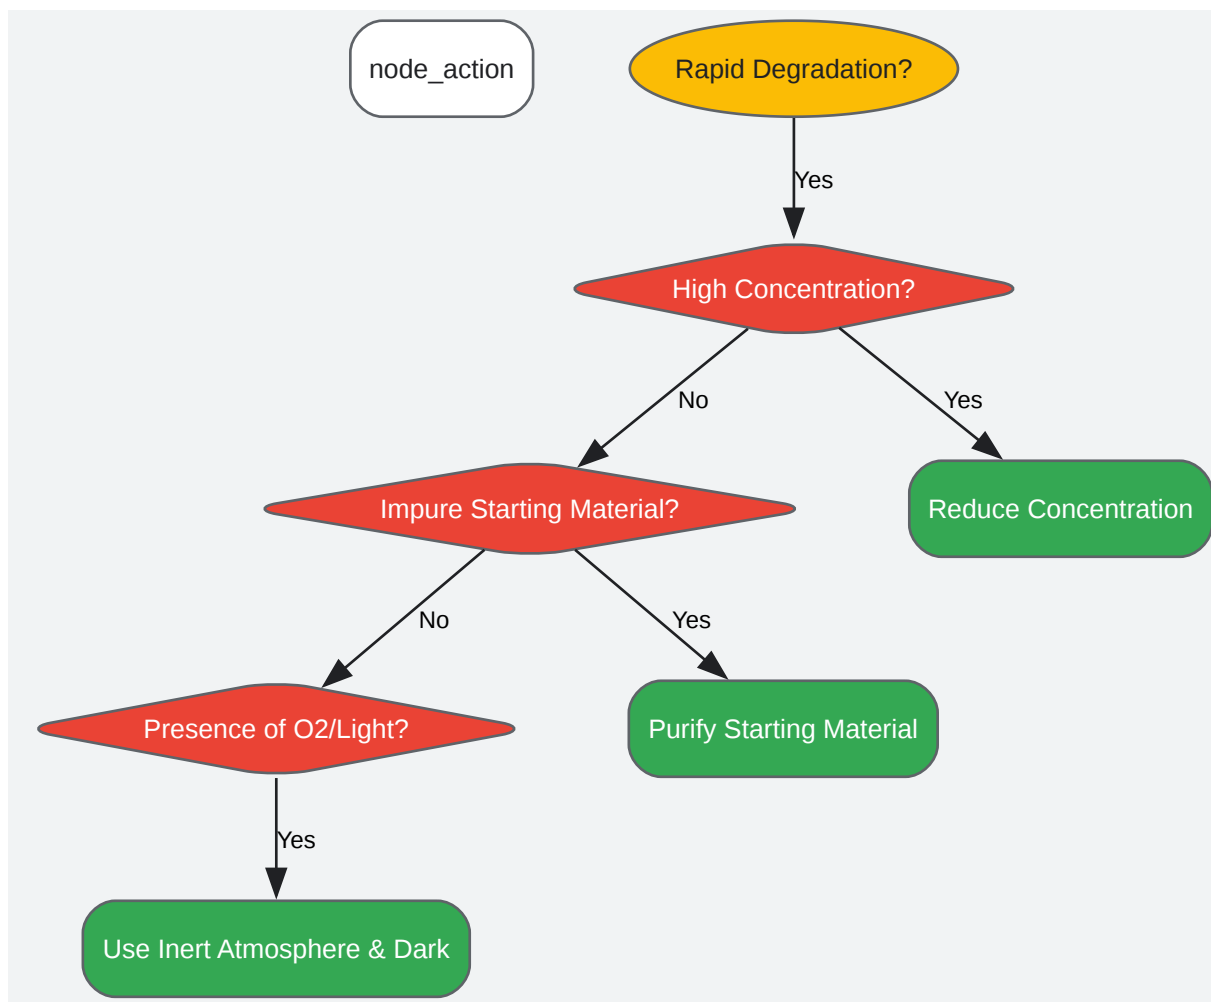 node_action
Rapid Degradation?
Yes
High Concentration?
No
Yes
Impure Starting Material?
Reduce Concentration
No
Yes
Presence of O2/Light?
Purify Starting Material
Yes
Use Inert Atmosphere & Dark